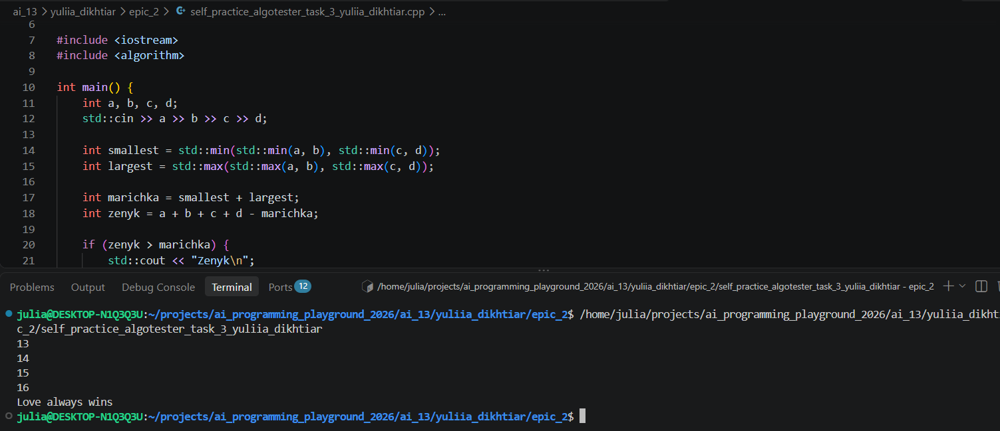 ai_13 > yuliia_dikhtiar > epic_2 > self_practice_algotester_task_3_yuliia_dikhtiar.cpp > ...
6
7 #include <iostream>
8 #include <algorithm>
9
10 int main() {
11     int a, b, c, d;
12     std::cin >> a >> b >> c >> d;
13
14     int smallest = std::min(std::min(a, b), std::min(c, d));
15     int largest = std::max(std::max(a, b), std::max(c, d));
16
17     int marichka = smallest + largest;
18     int zenyk = a + b + c + d - marichka;
19
20     if (zenyk > marichka) {
21         std::cout << "Zenyk\n";
Problems Output Debug Console Terminal Ports 12 /home/julia/projects/ai_programming_playground_2026/ai_13/yuliia_dikhtiar/epic_2/self_practice_algotester_task_3_yuliia_dikhtiar - epic_2
julia@DESKTOP-N1Q3Q3U:~/projects/ai_programming_playground_2026/ai_13/yuliia_dikhtiar/epic_2$ /home/julia/projects/ai_programming_playground_2026/ai_13/yuliia_dikhti
c_2/self_practice_algotester_task_3_yuliia_dikhtiar
13
14
15
16
Love always wins
julia@DESKTOP-N1Q3Q3U:~/projects/ai_programming_playground_2026/ai_13/yuliia_dikhtiar/epic_2$